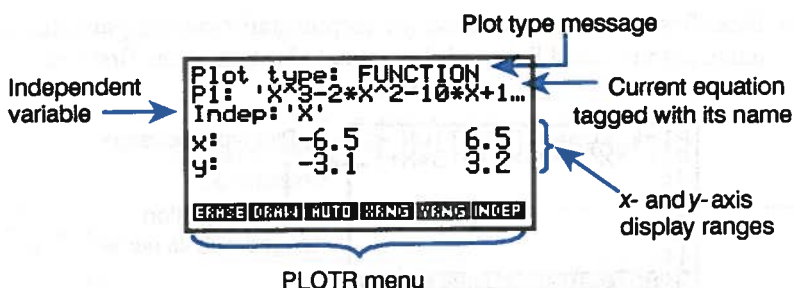 Plot type message
Independent
variable
Current equation
tagged with its name
Plot type: FUNCTION
P1: 'X^3-2*X^2-10*X+1…
Indep:'X'
x: -6.5 6.5
y: -3.1 3.2
ERASE DRAW AUTO XRNG YRNG INDEP
x- and y-axis
display ranges
PLOTR menu